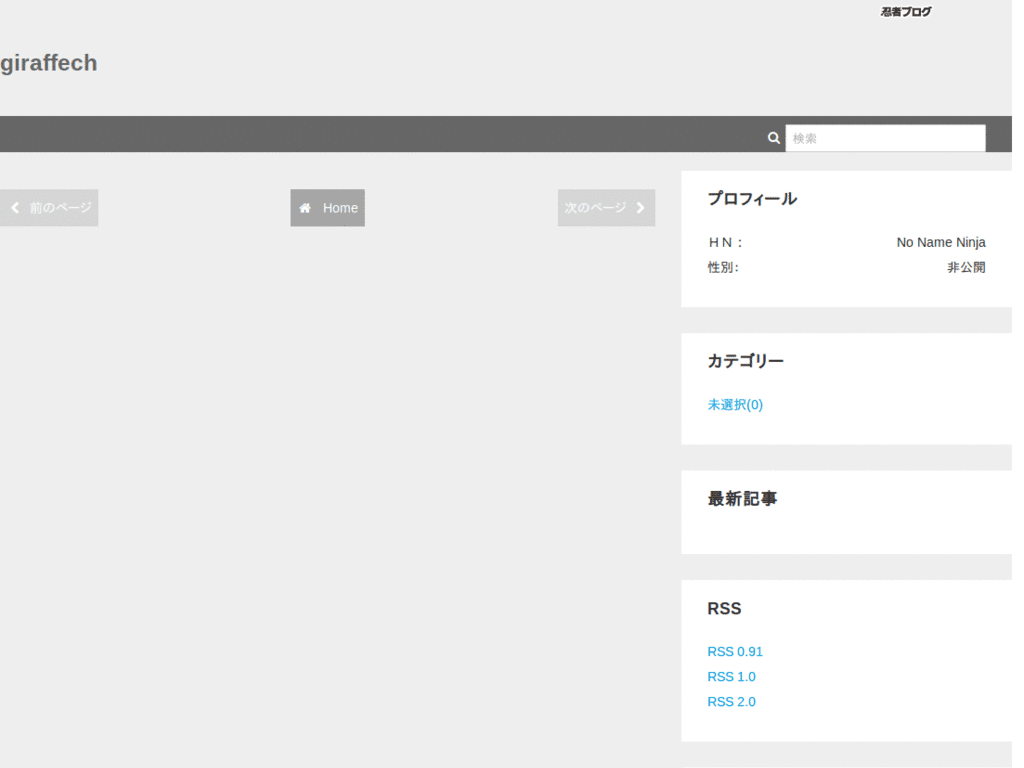 忍者ブログ
giraffech
検索
前のページ
Home
次のページ
プロフィール
ＨＮ：
No Name Ninja
性別：
非公開
カテゴリー
未選択(0)
最新記事
RSS
RSS 0.91
RSS 1.0
RSS 2.0